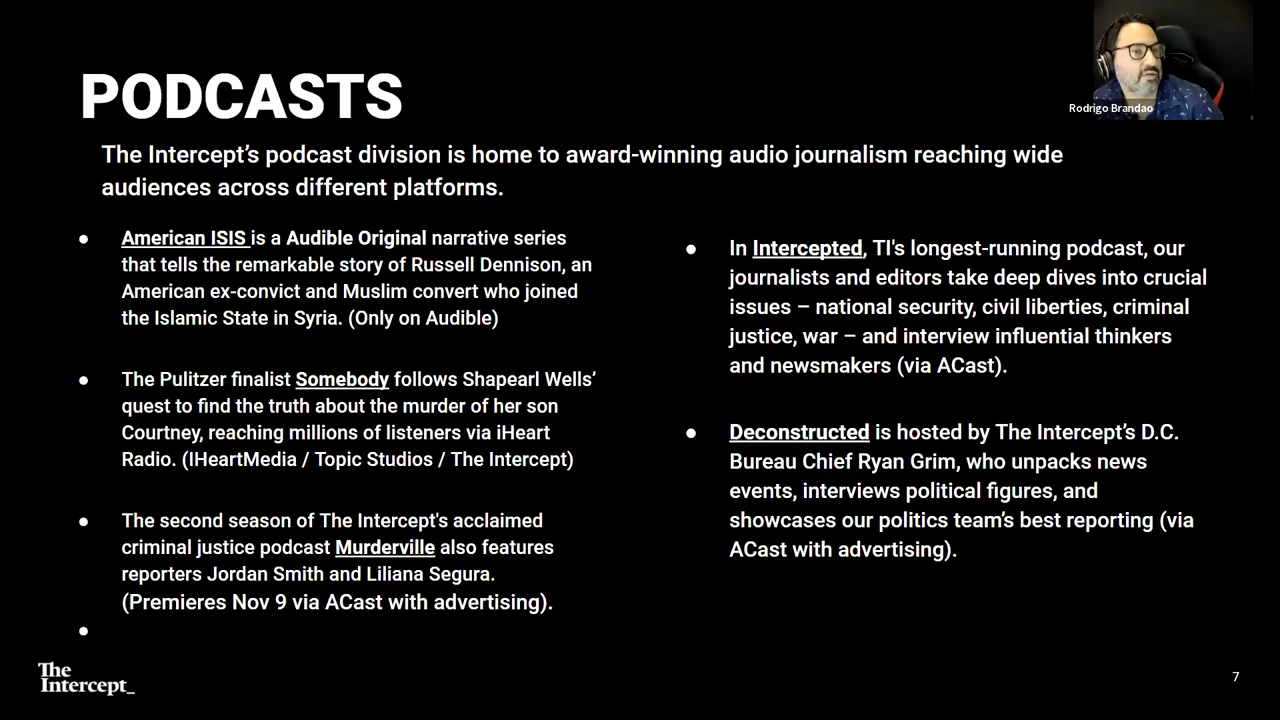 PODCASTS
Rodrigo Brandao
The Intercept’s podcast division is home to award-winning audio journalism reaching wide
audiences across different platforms.
● American ISIS is a Audible Original narrative series
that tells the remarkable story of Russell Dennison, an
American ex-convict and Muslim convert who joined
the Islamic State in Syria. (Only on Audible)
● The Pulitzer finalist Somebody follows Shapearl Wells’
quest to find the truth about the murder of her son
Courtney, reaching millions of listeners via iHeart
Radio. (IHeartMedia / Topic Studios / The Intercept)
● The second season of The Intercept's acclaimed
criminal justice podcast Murderville also features
reporters Jordan Smith and Liliana Segura.
(Premieres Nov 9 via ACast with advertising).
●
● In Intercepted, TI's longest-running podcast, our
journalists and editors take deep dives into crucial
issues – national security, civil liberties, criminal
justice, war – and interview influential thinkers
and newsmakers (via ACast).
● Deconstructed is hosted by The Intercept’s D.C.
Bureau Chief Ryan Grim, who unpacks news
events, interviews political figures, and
showcases our politics team’s best reporting (via
ACast with advertising).
The
Intercept_
7